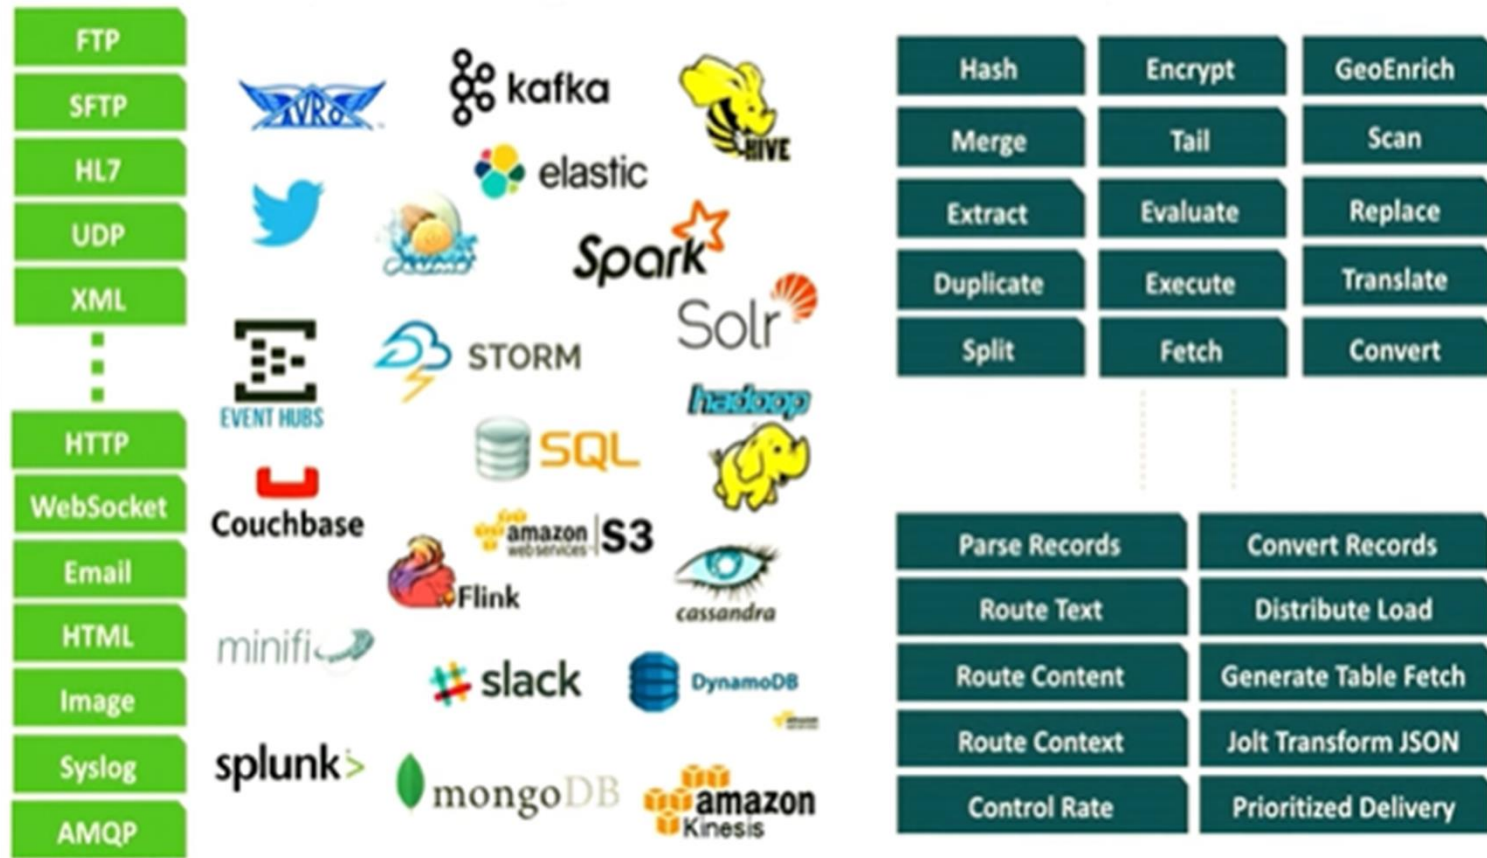 FTP
SFTP
HL7
UDP
XML
HTTP
WebSocket
Email
HTML
Image
Syslog
AMQP
AVRO
kafka
HIVE
elastic
FLUME
Spark
Solr
EVENT HUBS
STORM
hadoop
SQL
Couchbase
amazon
webservices
S3
Flink
cassandra
minifi
slack
DynamoDB
amazon
splunk>
mongoDB
amazon
Kinesis
Hash
Encrypt
GeoEnrich
Merge
Tail
Scan
Extract
Evaluate
Replace
Duplicate
Execute
Translate
Split
Fetch
Convert
Parse Records
Convert Records
Route Text
Distribute Load
Route Content
Generate Table Fetch
Route Context
Jolt Transform JSON
Control Rate
Prioritized Delivery